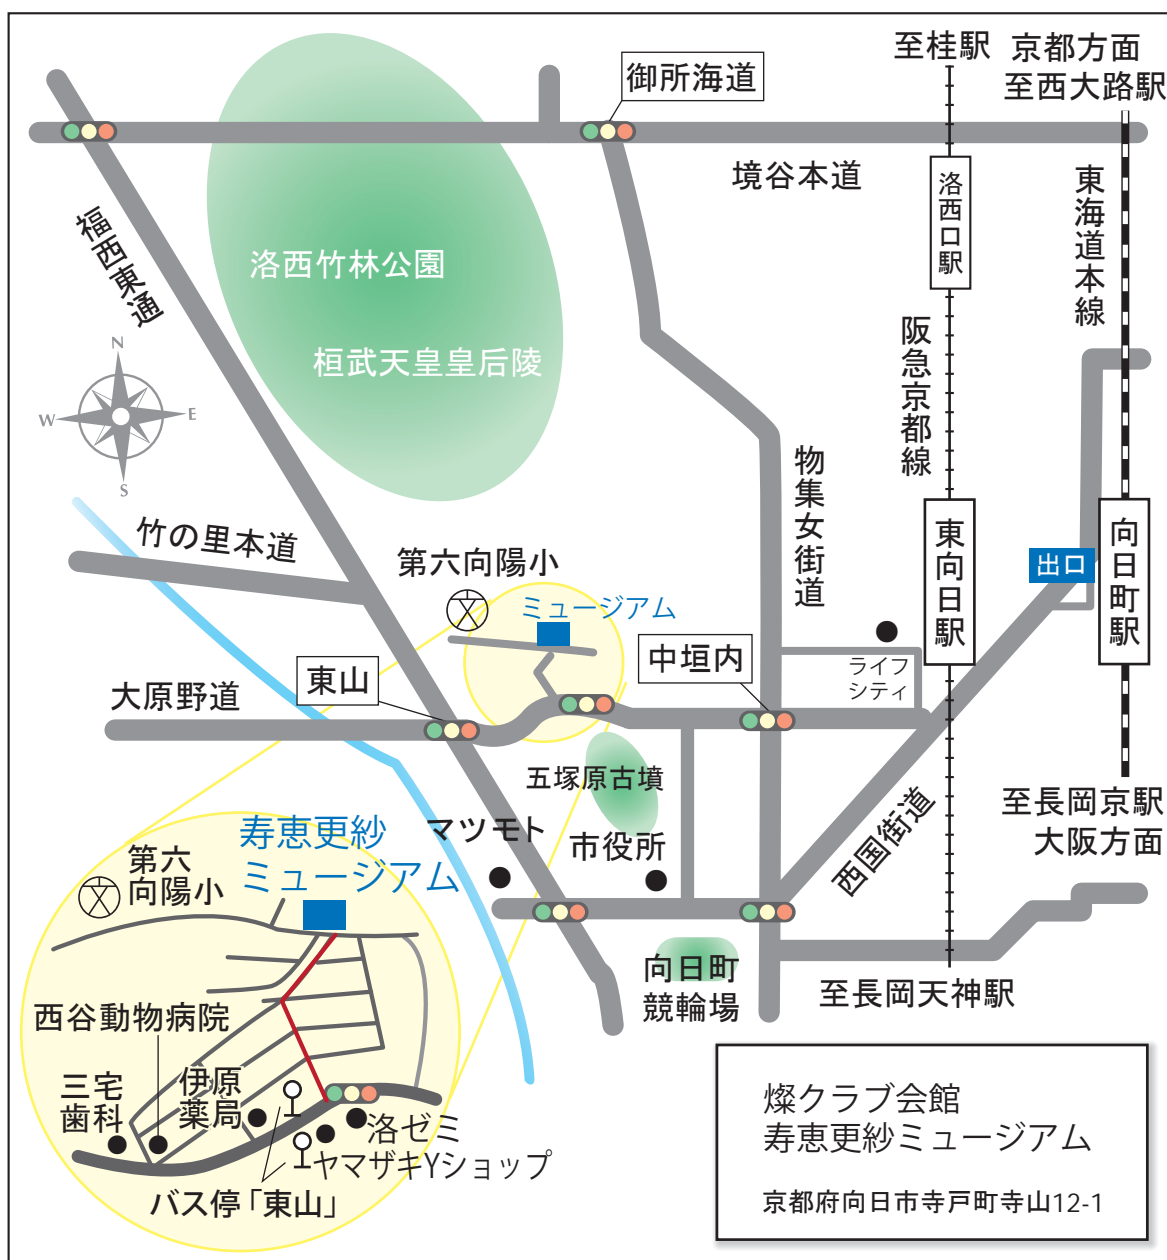 至桂駅
京都方面
至西大路駅
御所海道
境谷本道
洛西口駅
東海道本線
福西東通
洛西竹林公園
桓武天皇皇后陵
阪急京都線
N
W
E
S
物集女街道
竹の里本道
第六向陽小
ミュージアム
東向日駅
出口
向日町駅
大原野道
東山
中垣内
ライフ
シティ
五塚原古墳
マツモト
市役所
西国街道
至長岡京駅
大阪方面
向日町
競輪場
至長岡天神駅
寿恵更紗
ミュージアム
第六
向陽小
西谷動物病院
三宅
歯科
伊原
薬局
洛ゼミ
ヤマザキYショップ
バス停「東山」
燦クラブ会館
寿恵更紗ミュージアム
京都府向日市寺戸町寺山12-1